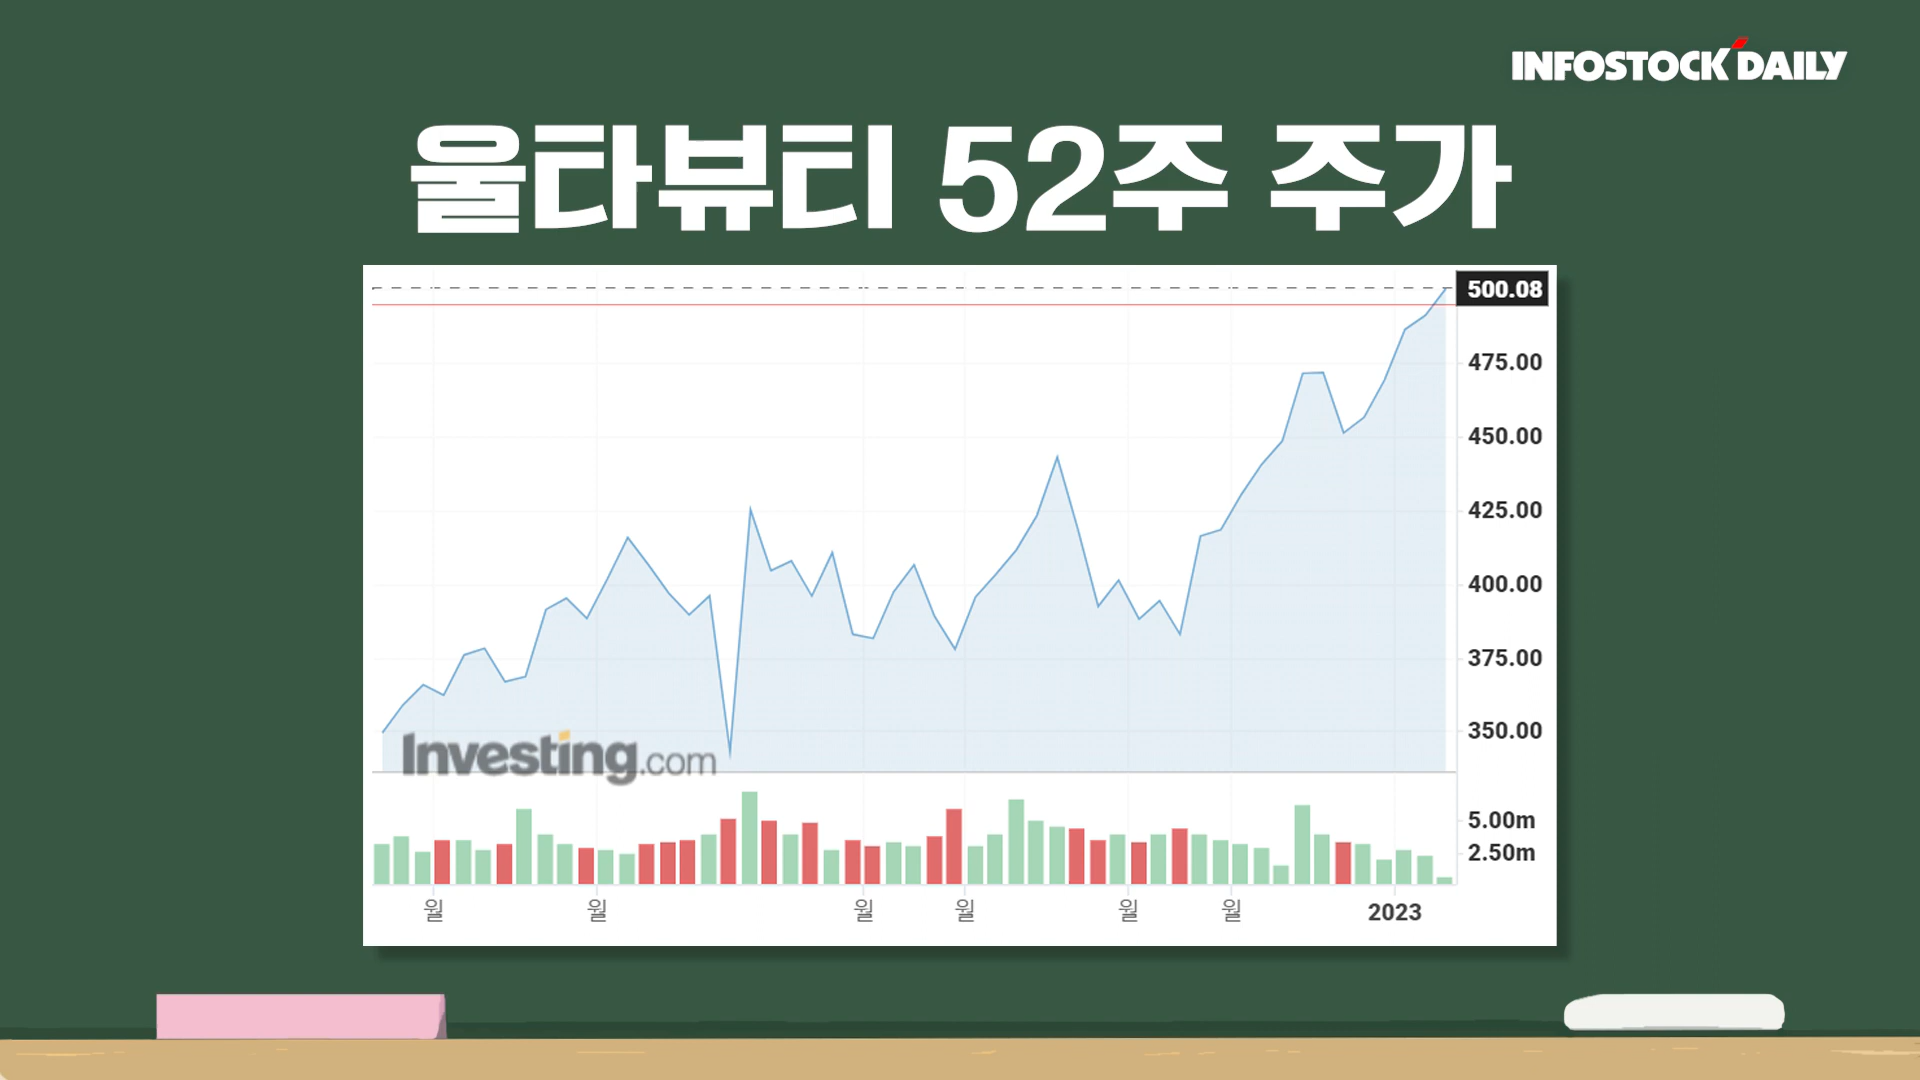 INFOSTOCK DAILY
울타뷰티 52주 주가
500.08
475.00
450.00
425.00
400.00
375.00
350.00
Investing.com
5.00m
2.50m
월 월 월 월 월 월 2023